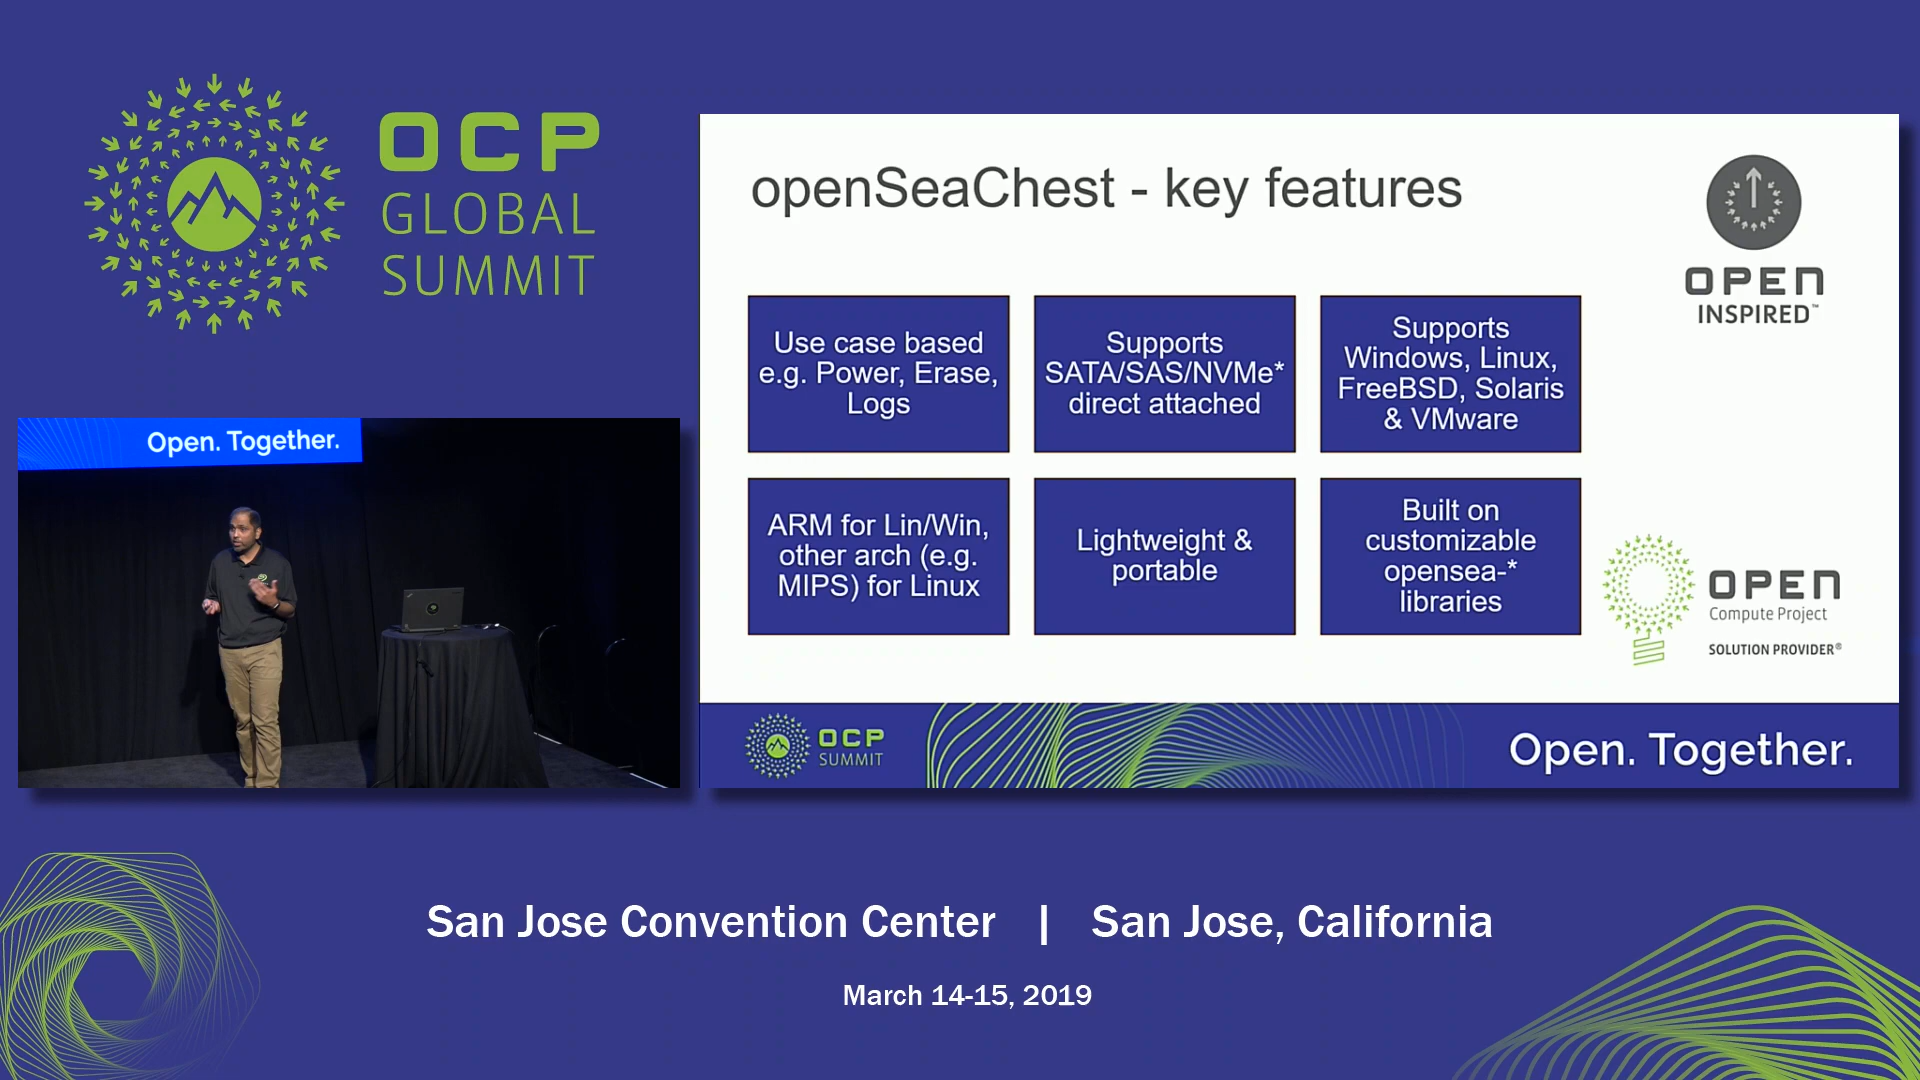 OCP
GLOBAL
SUMMIT
Open. Together.
openSeaChest - key features
OPEN
INSPIRED™
Use case based
e.g. Power, Erase,
Logs
Supports
SATA/SAS/NVMe*
direct attached
Supports
Windows, Linux,
FreeBSD, Solaris
& VMware
ARM for Lin/Win,
other arch (e.g.
MIPS) for Linux
Lightweight &
portable
Built on
customizable
opensea-*
libraries
OPEN
Compute Project
SOLUTION PROVIDER®
OCP
SUMMIT
Open. Together.
San Jose Convention Center | San Jose, California
March 14-15, 2019